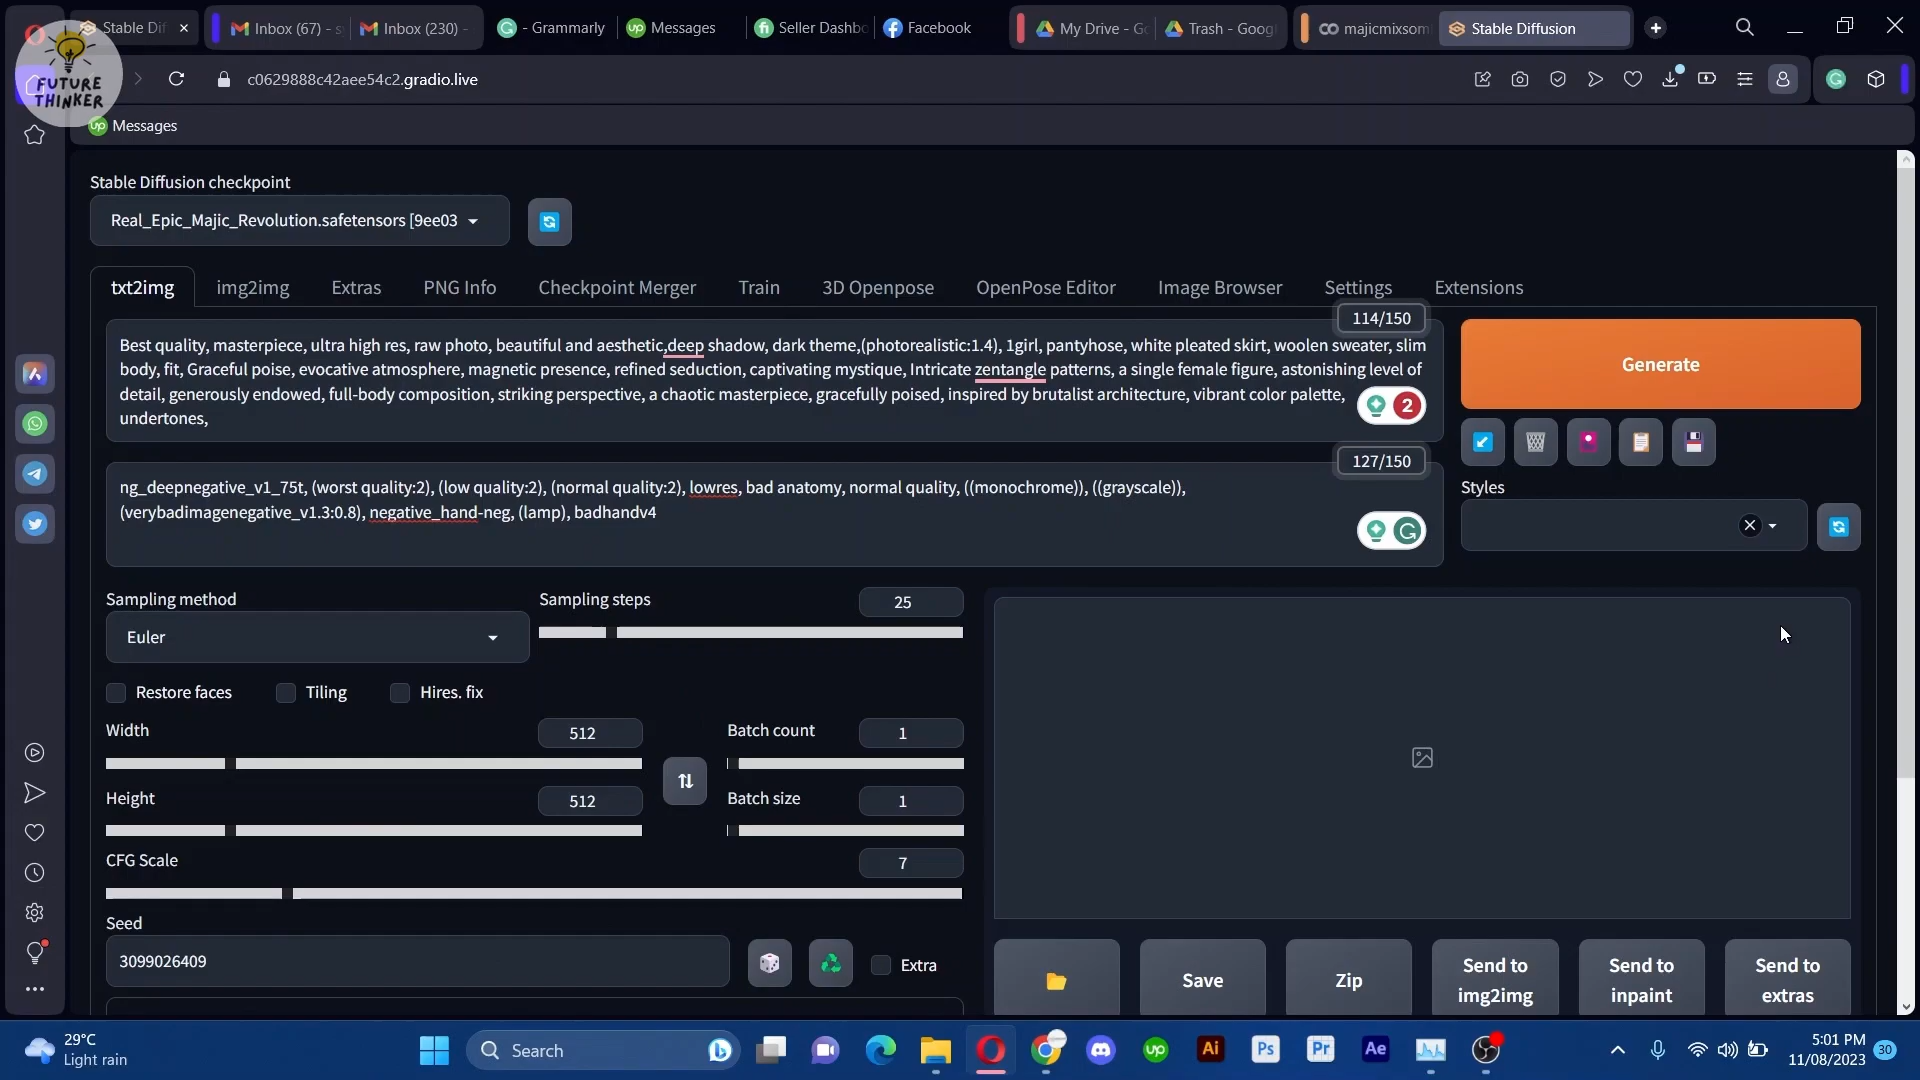 Stable Dif
Inbox (67) - s
Inbox (230) -
- Grammarly
Messages
Seller Dashbo
Facebook
My Drive - Go
Trash - Goog
majicmixsom
Stable Diffusion
c0629888c42aee54c2.gradio.live
FUTURE
THINKER
Messages
Stable Diffusion checkpoint
Real_Epic_Majic_Revolution.safetensors [9ee03
txt2img
img2img
Extras
PNG Info
Checkpoint Merger
Train
3D Openpose
OpenPose Editor
Image Browser
Settings
Extensions
114/150
Best quality, masterpiece, ultra high res, raw photo, beautiful and aesthetic,deep shadow, dark theme,(photorealistic:1.4), 1girl, pantyhose, white pleated skirt, woolen sweater, slim
body, fit, Graceful poise, evocative atmosphere, magnetic presence, refined seduction, captivating mystique, Intricate zentangle patterns, a single female figure, astonishing level of
detail, generously endowed, full-body composition, striking perspective, a chaotic masterpiece, gracefully poised, inspired by brutalist architecture, vibrant color palette,
undertones,
2
Generate
127/150
ng_deepnegative_v1_75t, (worst quality:2), (low quality:2), (normal quality:2), lowres, bad anatomy, normal quality, ((monochrome)), ((grayscale)),
(verybadimagenegative_v1.3:0.8), negative_hand-neg, (lamp), badhandv4
Styles
Sampling method
Euler
Sampling steps
25
Restore faces
Tiling
Hires. fix
Width
512
Batch count
1
Height
512
Batch size
1
CFG Scale
7
Seed
3099026409
Extra
Save
Zip
Send to
img2img
Send to
inpaint
Send to
extras
29°C
Light rain
Search
up
Ai
Ps
Pr
Ae
5:01 PM
11/08/2023
30